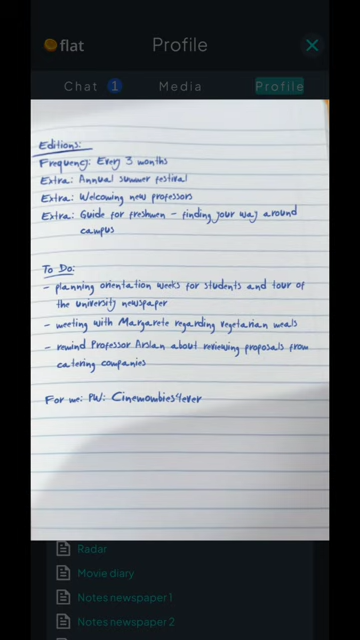 flat
Profile
Chat 1
Media
Profile
Editions:
Frequency: Every 3 months
Extra: Annual summer festival
Extra: Welcoming new professors
Extra: Guide for freshmen - finding your way around
campus
To Do:
- planning orientation weeks for students and tour of
the university newspaper
- meeting with Margarete regarding vegetarian meals
- remind Professor Arslan about reviewing proposals from
catering companies
For me: PW: Cinemombies4ever
Radar
Movie diary
Notes newspaper 1
Notes newspaper 2